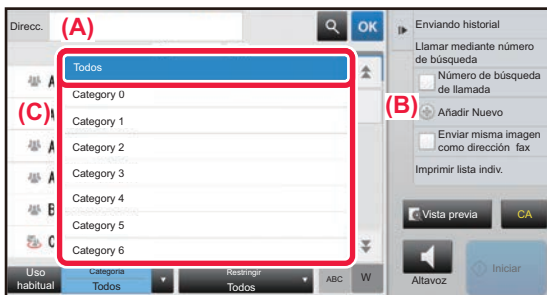 Direcc.
(A)
OK
Todos
Category 0
Category 1
Category 2
Category 3
Category 4
Category 5
Category 6
(C)
A
A
A
B
C
Uso habitual
Categoría
Todos
Restringir
Todos
ABC
W
(B)
Enviando historial
Llamar mediante número
de búsqueda
Número de búsqueda
de llamada
Añadir Nuevo
Enviar misma imagen
como dirección fax
Imprimir lista indiv.
Vista previa
CA
Altavoz
Iniciar